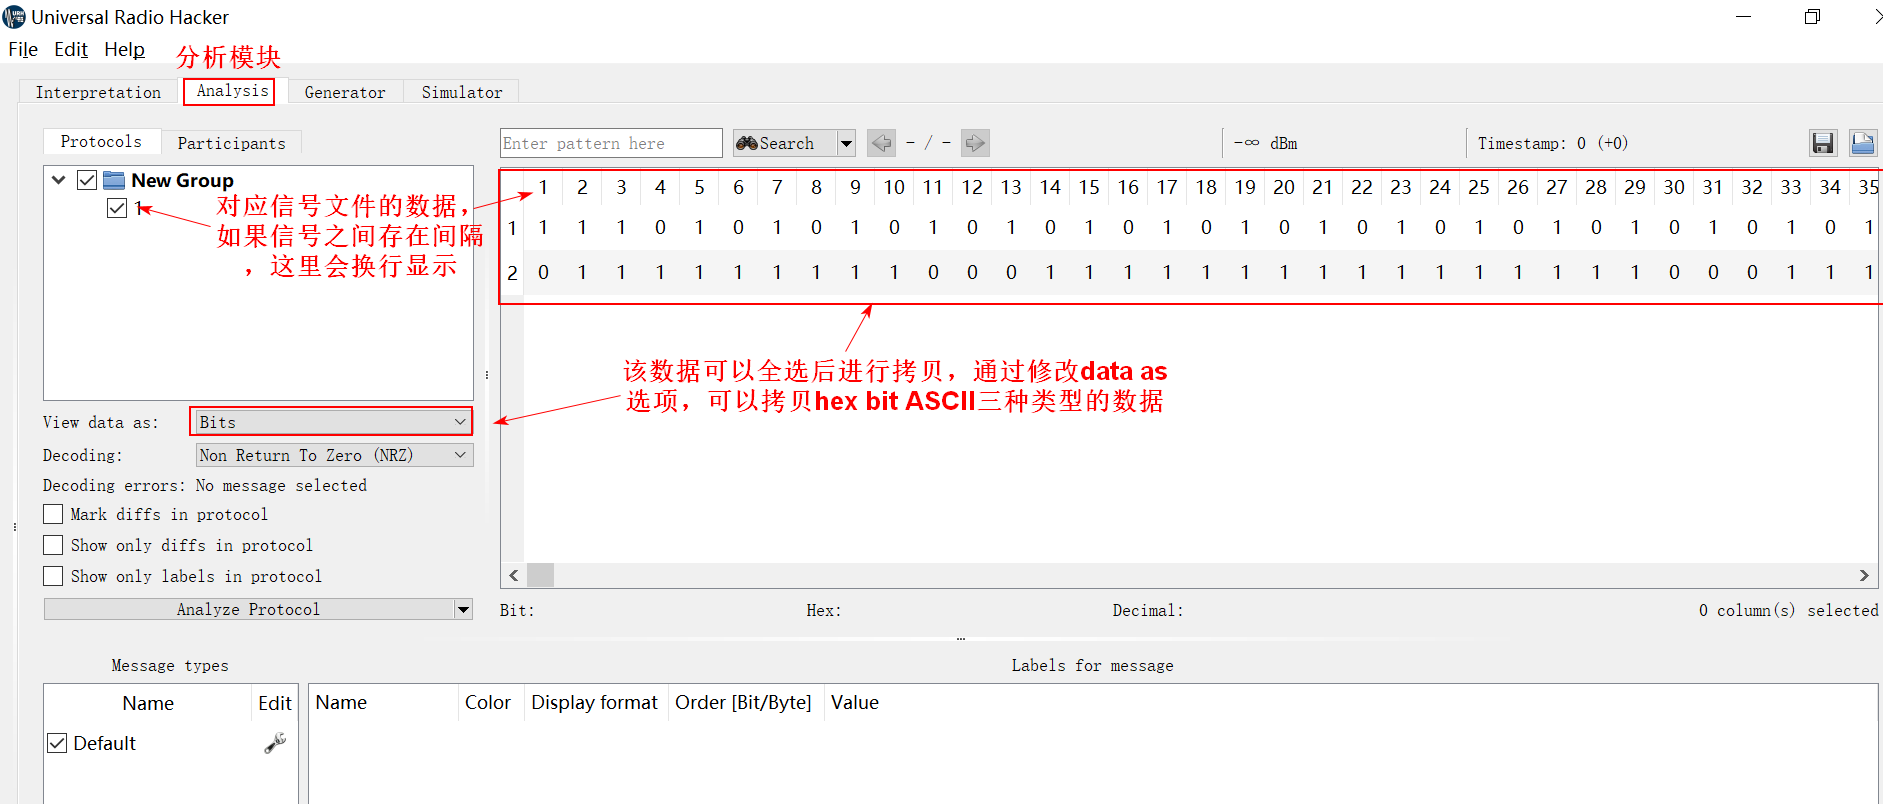 Universal Radio Hacker
File Edit Help
分析模块
Interpretation Analysis Generator Simulator
Protocols Participants
Enter pattern here Search - / - -∞ dBm Timestamp: 0 (+0)
New Group
1
对应信号文件的数据，
如果信号之间存在间隔
，这里会换行显示
1 2 3 4 5 6 7 8 9 10 11 12 13 14 15 16 17 18 19 20 21 22 23 24 25 26 27 28 29 30 31 32 33 34 35
1 1 1 1 0 1 0 1 0 1 0 1 0 1 0 1 0 1 0 1 0 1 0 1 0 1 0 1 0 1 0 1 0 1 0 1
2 0 1 1 1 1 1 1 1 1 1 0 0 0 1 1 1 1 1 1 1 1 1 1 1 1 1 1 1 1 0 0 0 1 1 1
该数据可以全选后进行拷贝，通过修改data as
选项，可以拷贝hex bit ASCII三种类型的数据
View data as: Bits
Decoding: Non Return To Zero (NRZ)
Decoding errors: No message selected
Mark diffs in protocol
Show only diffs in protocol
Show only labels in protocol
Analyze Protocol
Bit: Hex: Decimal: 0 column(s) selected
Message types
Labels for message
Name Edit
Name Color Display format Order [Bit/Byte] Value
Default